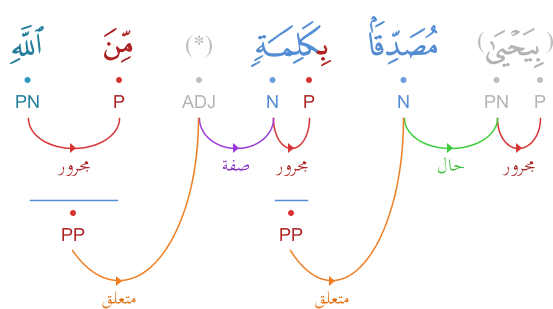 (بِيَحْيَىٰ) مُصَدِّقًۢا بِكَلِمَةٍۢ (*) مِّنَ ٱللَّهِ
P PN N P N ADJ P PN
مجرور حال مجرور صفة مجرور
PP PP
متعلق متعلق